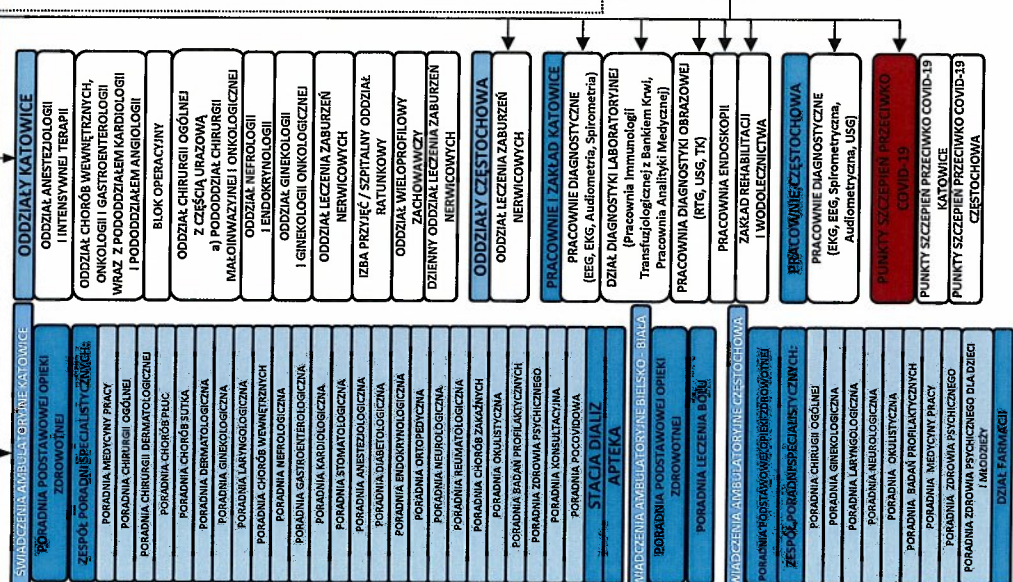 ODDZIAŁY KATOWICE
ODDZIAŁ ANESTEZJOLOGII
I INTENSYWNEJ TERAPII
ODDZIAŁ CHORÓB WEWNĘTRZNYCH,
ONKOLOGII I GASTROENTEROLOGII
WRAZ Z PODODDZIAŁEM KARDIOLOGII
I PODODDZIAŁEM ANGIOLOGII
BLOK OPERACYJNY
ODDZIAŁ CHIRURGII OGÓLNEJ
Z CZĘŚCIĄ URAZOWĄ
a) PODODDZIAŁ CHIRURGII
MAŁOINWAZYJNEJ I ONKOLOGICZNEJ
ODDZIAŁ NEFROLOGII
I ENDOKRYNOLOGII
ODDZIAŁ GINEKOLOGII
I GINEKOLOGII ONKOLOGICZNEJ
ODDZIAŁ LECZENIA ZABURZEŃ
NERWICOWYCH
IZBA PRZYJĘĆ / SZPITALNY ODDZIAŁ
RATUNKOWY
ODDZIAŁ WIELOPROFILOWY
ZACHOWAWCZY
DZIENNY ODDZIAŁ LECZENIA ZABURZEŃ
NERWICOWYCH
ODDZIAŁY CZĘSTOCHOWA
ODDZIAŁ LECZENIA ZABURZEŃ
NERWICOWYCH
PRACOWNIE I ZAKŁAD KATOWICE
PRACOWNIE DIAGNOSTYCZNE
(EEG, EKG, Audiometria, Spirometria)
DZIAŁ DIAGNOSTYKI LABORATORYJNEJ
(Pracownia Immunologii
Transfuzjologicznej z Bankiem Krwi,
Pracownia Analityki Medycznej)
PRACOWNIA DIAGNOSTYKI OBRAZOWEJ
(RTG, USG, TK)
PRACOWNIA ENDOSKOPII
ZAKŁAD REHABILITACJI
I WODOLECZNICTWA
PRACOWNIE CZĘSTOCHOWA
PRACOWNIE DIAGNOSTYCZNE
(EKG, EEG, Spirometryczna,
Audiometryczna, USG)
PUNKTY SZCZEPIEŃ PRZECIWKO
COVID-19
PUNKTY SZCZEPIEŃ PRZECIW COVID-19
KATOWICE
PUNKTY SZCZEPIEŃ PRZECIW COVID-19
CZĘSTOCHOWA
ŚWIADCZENIA AMBULATORYJNE KATOWICE
PORADNIA PODSTAWOWEJ OPIEKI
ZDROWOTNEJ
ZESPÓŁ PORADNI SPECJALISTYCZNYCH:
PORADNIA MEDYCYNY PRACY
PORADNIA CHIRURGII OGÓLNEJ
PORADNIA CHIRURGII DERMATOLOGICZNEJ
PORADNIA CHORÓB PŁUC
PORADNIA CHORÓB SUTKA
PORADNIA DERMATOLOGICZNA
PORADNIA GINEKOLOGICZNA
PORADNIA LARYNGOLOGICZNA
PORADNIA CHORÓB WEWNĘTRZNYCH
PORADNIA NEFROLOGICZNA
PORADNIA GASTROENTEROLOGICZNA
PORADNIA KARDIOLOGICZNA
PORADNIA STOMATOLOGICZNA
PORADNIA ANESTEZJOLOGICZNA
PORADNIA DIABETOLOGICZNA
PORADNIA ENDOKRYNOLOGICZNA
PORADNIA ORTOPEDYCZNA
PORADNIA NEUROLOGICZNA
PORADNIA REUMATOLOGICZNA
PORADNIA CHORÓB ZAKAŹNYCH
PORADNIA OKULISTYCZNA
PORADNIA BADAŃ PROFILAKTYCZNYCH
PORADNIA ZDROWIA PSYCHICZNEGO
PORADNIA KONSULTACYJNA
PORADNIA POCOVIDOWA
STACJA DIALIZ
APTEKA
IADCZENIA AMBULATORYJNE BIELSKO - BIAŁA
PORADNIA PODSTAWOWEJ OPIEKI
ZDROWOTNEJ
PORADNIA LECZENIA BÓLU
IADCZENIA AMBULATORYJNE CZĘSTOCHOWA
PORADNIA PODSTAWOWEJ OPIEKI ZDROWOTNEJ
ZESPÓŁ PORADNI SPECJALISTYCZNYCH:
PORADNIA CHIRURGII OGÓLNEJ
PORADNIA GINEKOLOGICZNA
PORADNIA LARYNGOLOGICZNA
PORADNIA NEUROLOGICZNA
PORADNIA OKULISTYCZNA
PORADNIA BADAŃ PROFILAKTYCZNYCH
PORADNIA MEDYCYNY PRACY
PORADNIA ZDROWIA PSYCHICZNEGO
PORADNIA ZDROWIA PSYCHICZNEGO DLA DZIECI
I MŁODZIEŻY
DZIAŁ FARMACJI